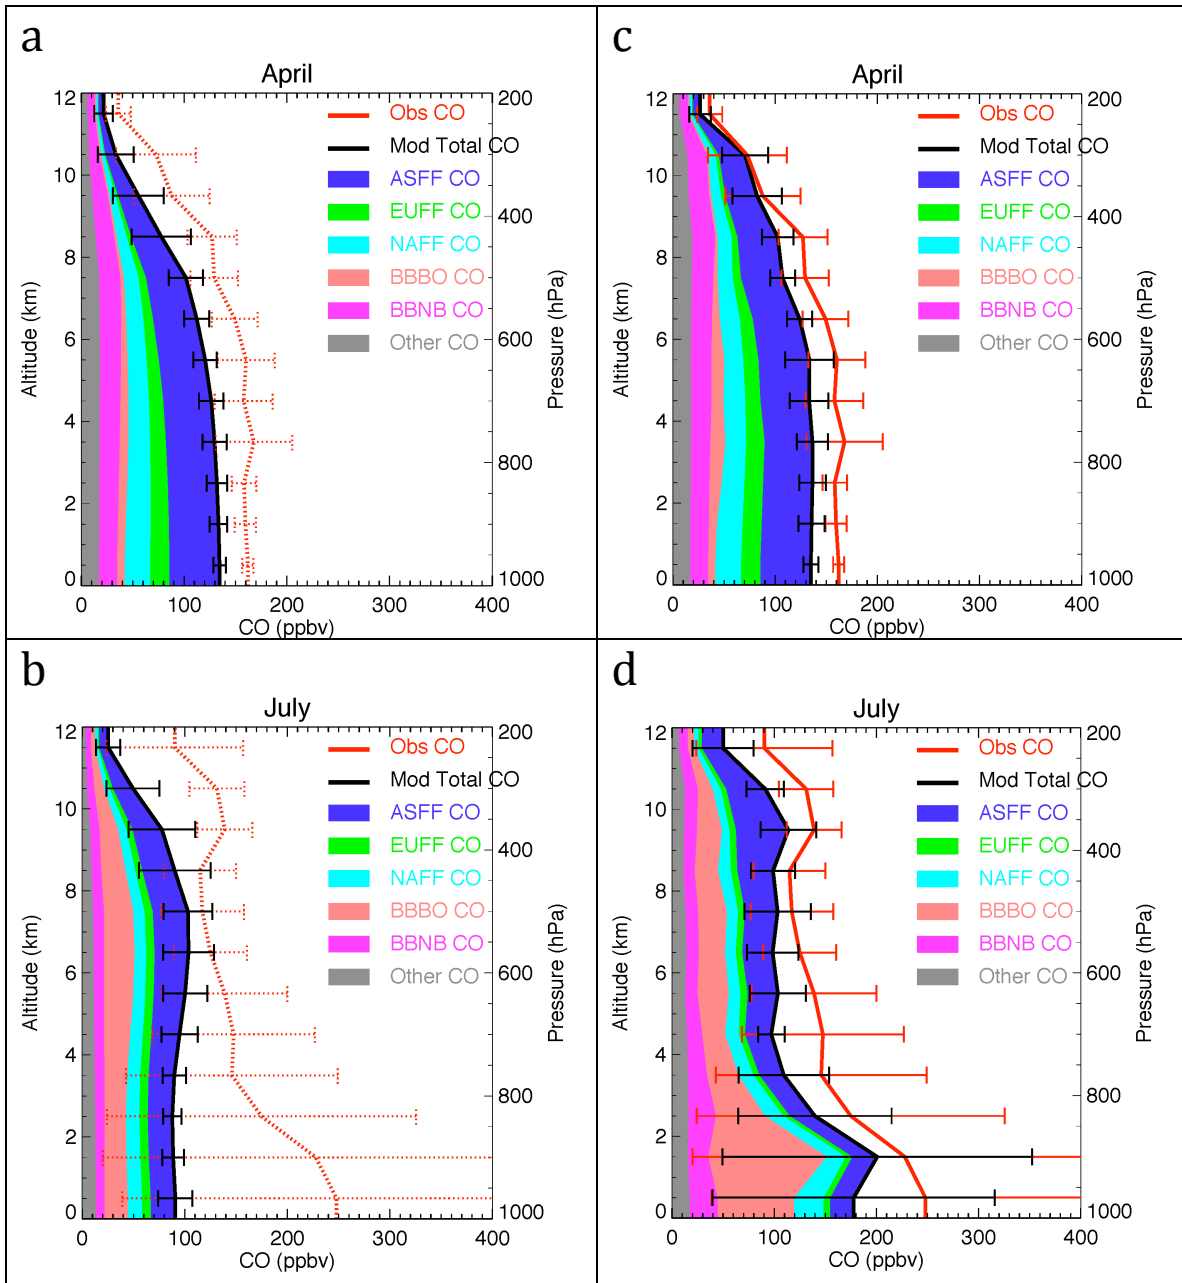 a
April
12
10
8
6
4
2
0
Altitude (km)
200
400
600
800
1000
Pressure (hPa)
Obs CO
Mod Total CO
ASFF CO
EUFF CO
NAFF CO
BBBO CO
BBNB CO
Other CO
0 100 200 300 400
CO (ppbv)
c
April
12
10
8
6
4
2
0
Altitude (km)
200
400
600
800
1000
Pressure (hPa)
Obs CO
Mod Total CO
ASFF CO
EUFF CO
NAFF CO
BBBO CO
BBNB CO
Other CO
0 100 200 300 400
CO (ppbv)
b
July
12
10
8
6
4
2
0
Altitude (km)
200
400
600
800
1000
Pressure (hPa)
Obs CO
Mod Total CO
ASFF CO
EUFF CO
NAFF CO
BBBO CO
BBNB CO
Other CO
0 100 200 300 400
CO (ppbv)
d
July
12
10
8
6
4
2
0
Altitude (km)
200
400
600
800
1000
Pressure (hPa)
Obs CO
Mod Total CO
ASFF CO
EUFF CO
NAFF CO
BBBO CO
BBNB CO
Other CO
0 100 200 300 400
CO (ppbv)